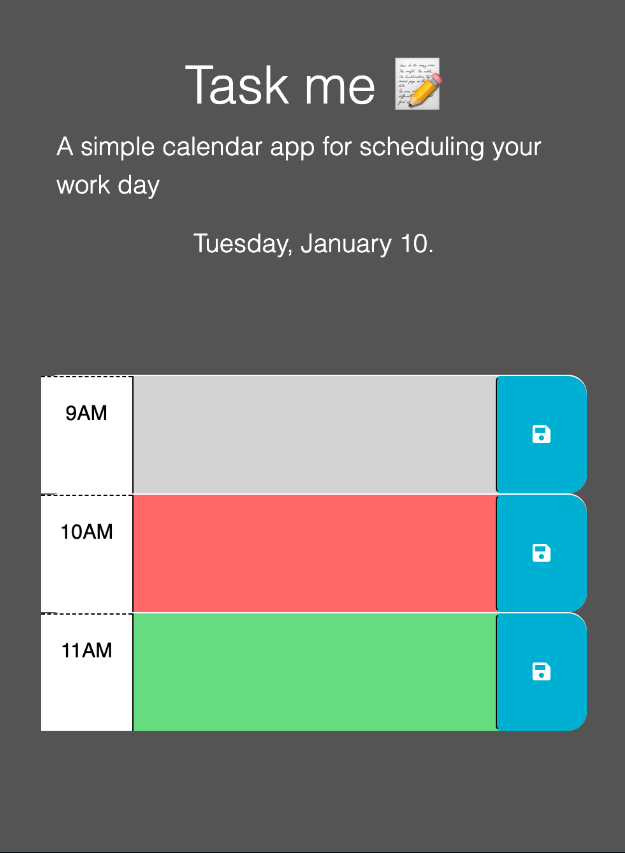 Task me 📝
A simple calendar app for scheduling your
work day
Tuesday, January 10.
9AM
10AM
11AM